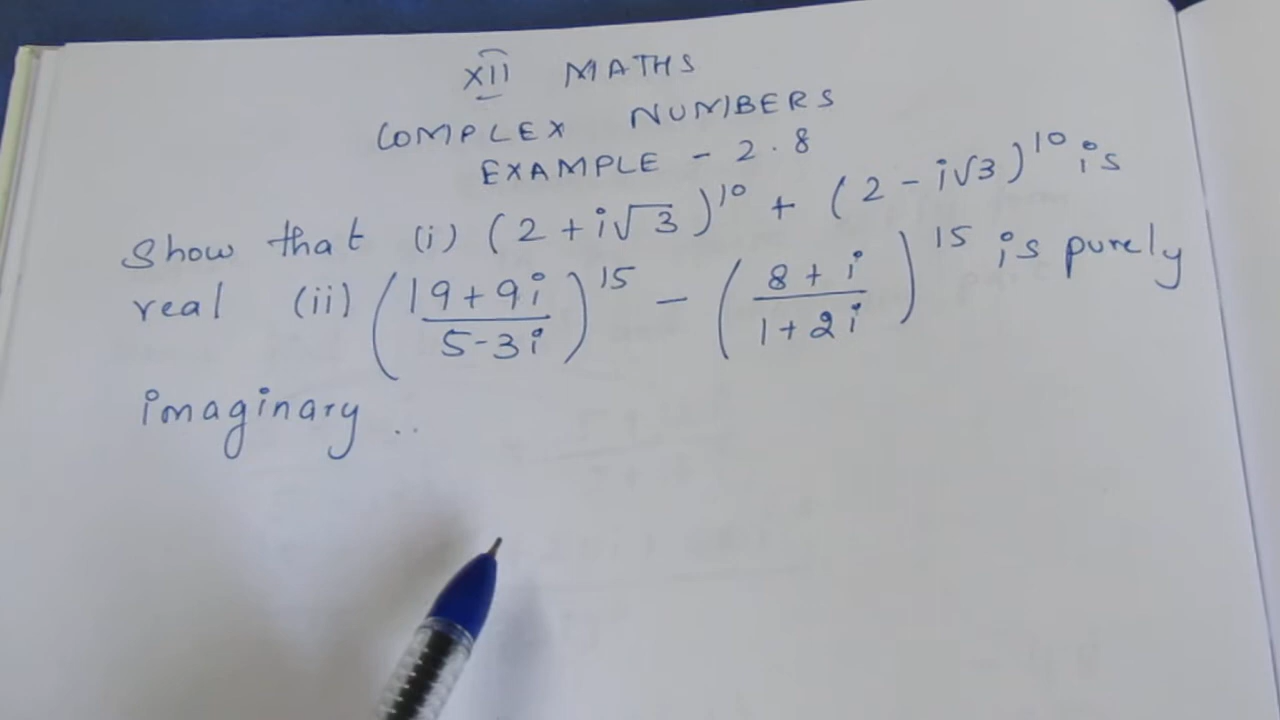 XII MATHS
COMPLEX NUMBERS
EXAMPLE - 2.8
Show that (i) (2 + i√3)^10 + (2 - i√3)^10 is
real (ii) ((19+9i)/(5-3i))^15 - ((8+i)/(1+2i))^15 is purely
imaginary ..